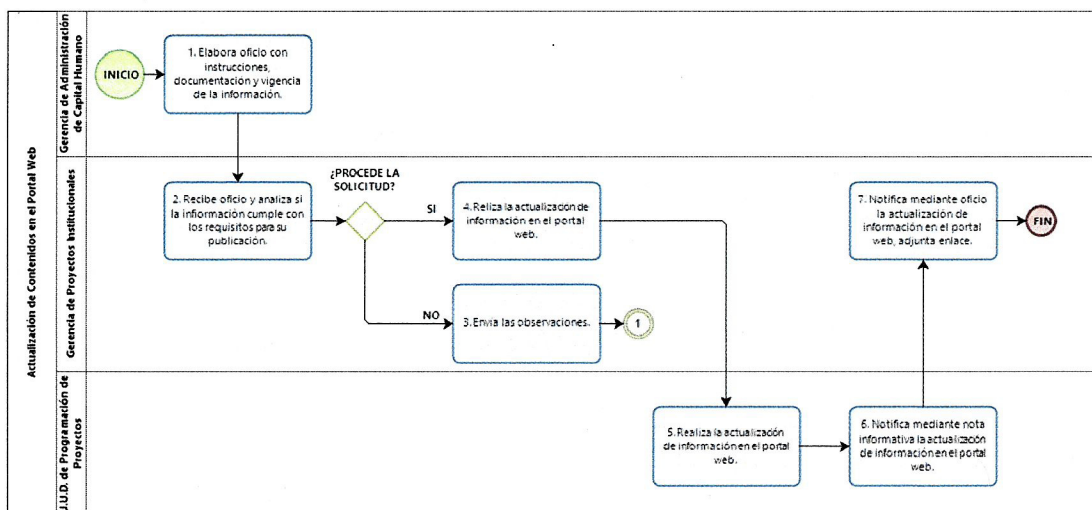 Actualización de Contenidos en el Portal Web
Gerencia de Administración
de Capital Humano
INICIO
1. Elabora oficio con
instrucciones,
documentación y vigencia
de la información.
Gerencia de Proyectos Institucionales
2. Recibe oficio y analiza si
la información cumple con
los requisitos para su
publicación.
¿PROCEDE LA
SOLICITUD?
SI
4. Reliza la actualización de
información en el portal
web.
NO
3. Envia las observaciones.
1
7. Notifica mediante oficio
la actualización de
información en el portal
web, adjunta enlace.
FIN
J.U.D. de Programación de
Proyectos
5. Realiza la actualización
de información en el portal
web.
6. Notifica mediante nota
informativa la actualización
de información en el portal
web.